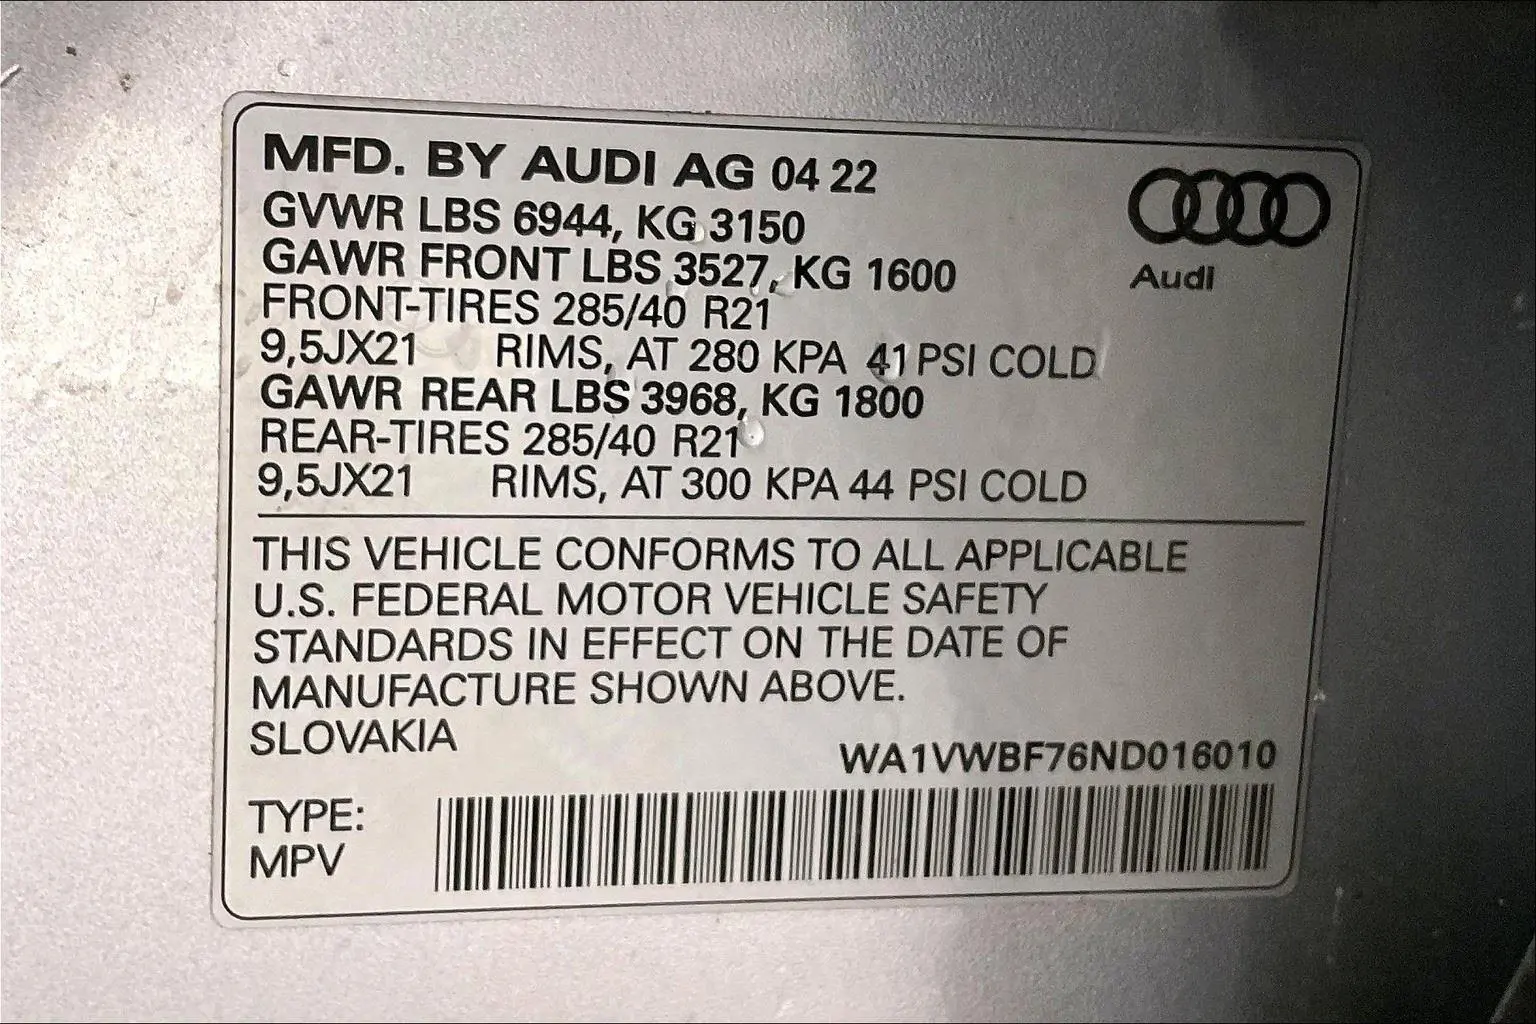 MFD. BY AUDI AG 04 22
GVWR LBS 6944, KG 3150
GAWR FRONT LBS 3527, KG 1600
FRONT-TIRES 285/40 R21
9,5JX21 RIMS, AT 280 KPA 41 PSI COLD
GAWR REAR LBS 3968, KG 1800
REAR-TIRES 285/40 R21
9,5JX21 RIMS, AT 300 KPA 44 PSI COLD
Audi
THIS VEHICLE CONFORMS TO ALL APPLICABLE
U.S. FEDERAL MOTOR VEHICLE SAFETY
STANDARDS IN EFFECT ON THE DATE OF
MANUFACTURE SHOWN ABOVE.
SLOVAKIA
WA1VWBF76ND016010
TYPE:
MPV